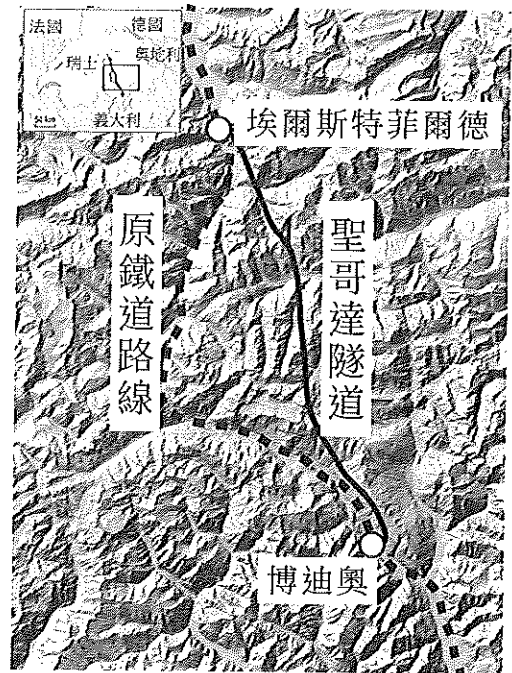 法國
德國
瑞士
奧地利
義大利
埃爾斯特菲爾德
原鐵道路線
聖哥達隧道
博迪奧